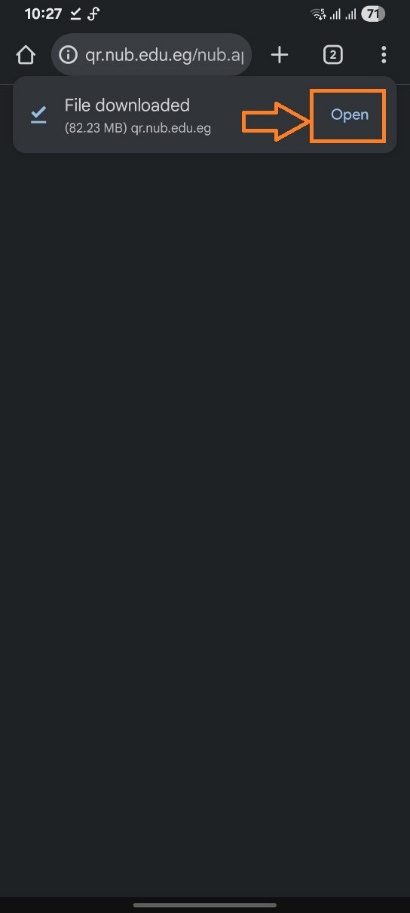 10:27
71
qr.nub.edu.eg/nub.a
2
File downloaded
Open
(82.23 MB) qr.nub.edu.eg